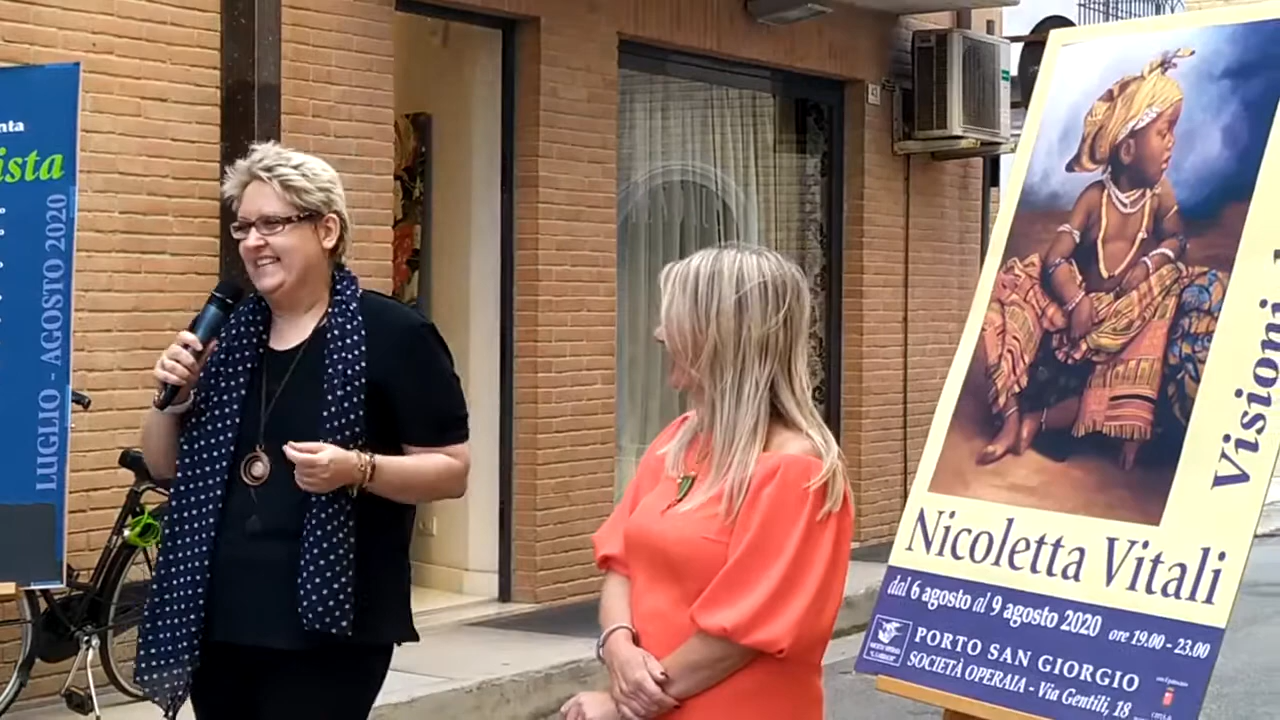 nta
ista
LUGLIO - AGOSTO 2020
Visioni
Nicoletta Vitali
dal 6 agosto al 9 agosto 2020 ore 19.00 - 23.00
PORTO SAN GIORGIO
SOCIETÀ OPERAIA - Via Gentili, 18